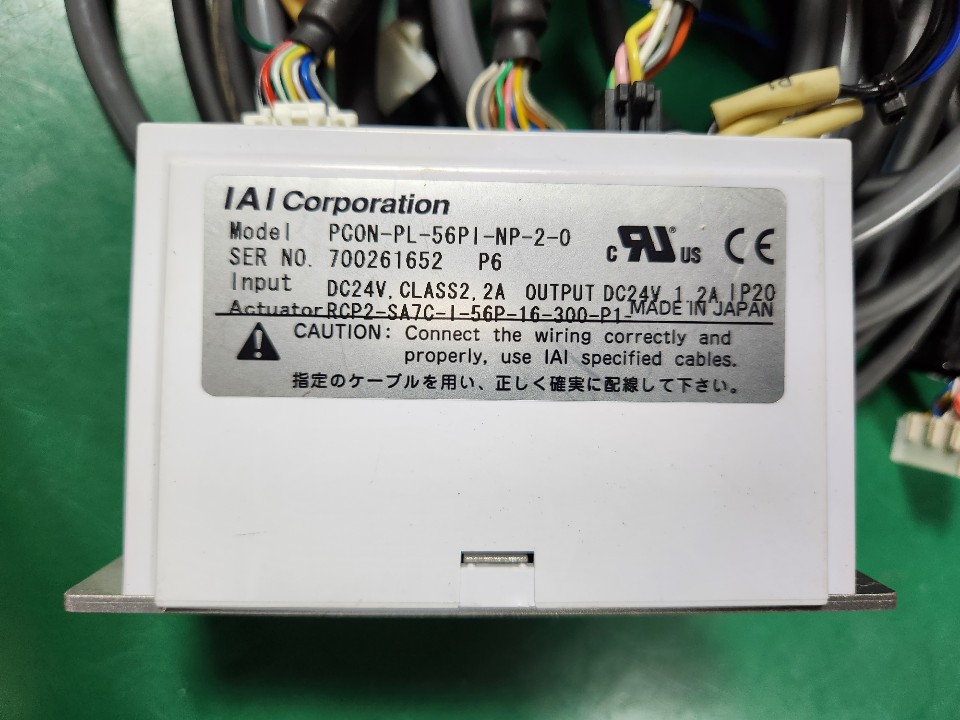 IAI Corporation
Model PCON-PL-56PI-NP-2-0
SER NO. 700261652 P6
c RU® US CE
Input DC24V, CLASS2, 2A OUTPUT DC24V 1.2A IP20
Actuator RCP2-SA7C-I-56P-16-300-P1-
MADE IN JAPAN
CAUTION: Connect the wiring correctly and
properly, use IAI specified cables.
指定のケーブルを用い、正しく確実に配線して下さい。